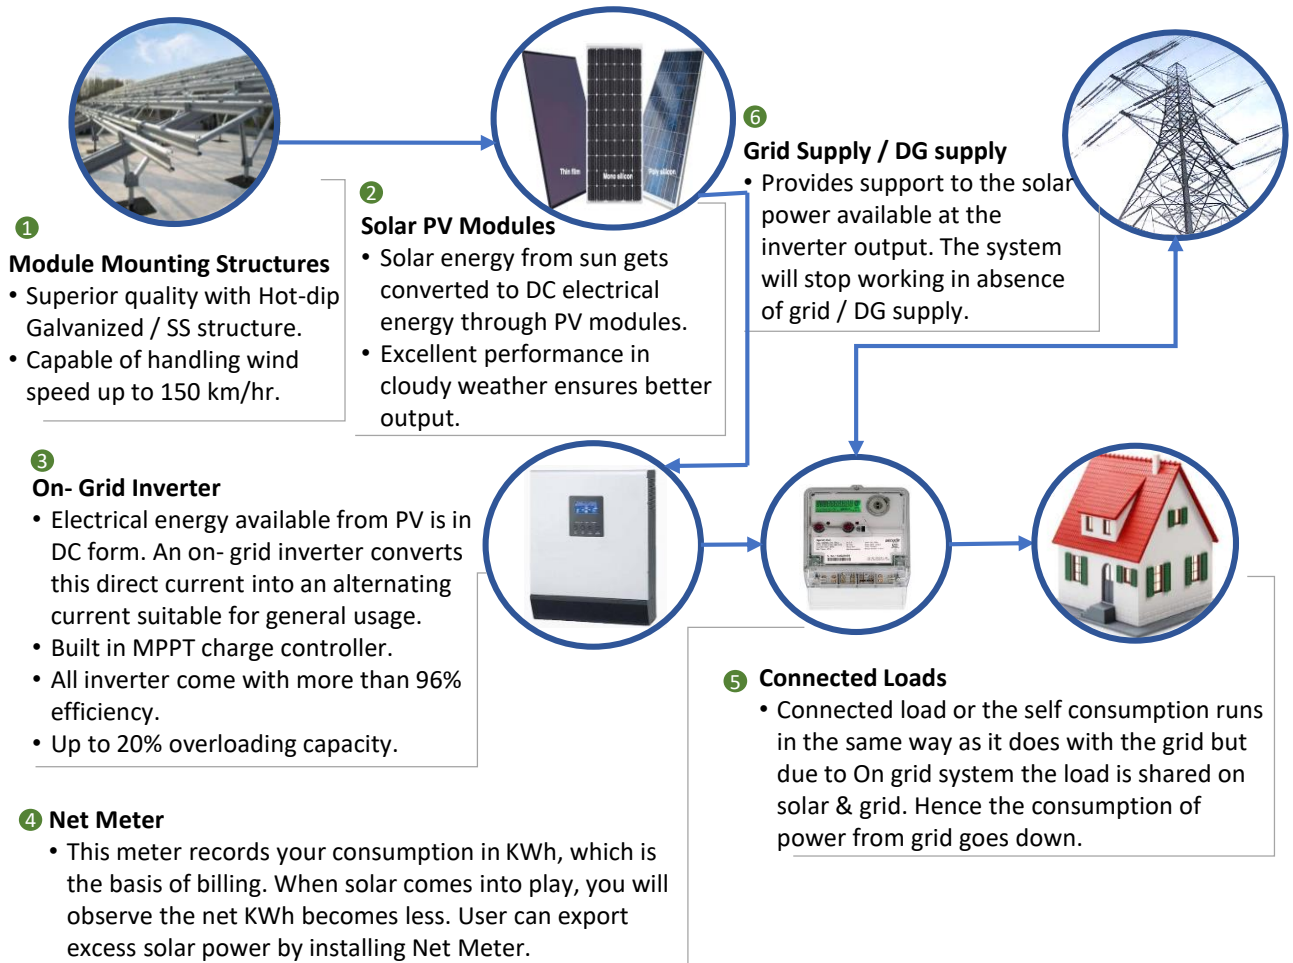 1
Module Mounting Structures
• Superior quality with Hot-dip
Galvanized / SS structure.
• Capable of handling wind
speed up to 150 km/hr.
Thin film
Mono silicon
Poly silicon
2
Solar PV Modules
• Solar energy from sun gets
converted to DC electrical
energy through PV modules.
• Excellent performance in
cloudy weather ensures better
output.
6
Grid Supply / DG supply
• Provides support to the solar
power available at the
inverter output. The system
will stop working in absence
of grid / DG supply.
3
On- Grid Inverter
• Electrical energy available from PV is in
DC form. An on- grid inverter converts
this direct current into an alternating
current suitable for general usage.
• Built in MPPT charge controller.
• All inverter come with more than 96%
efficiency.
• Up to 20% overloading capacity.
4 Net Meter
• This meter records your consumption in KWh, which is
the basis of billing. When solar comes into play, you will
observe the net KWh becomes less. User can export
excess solar power by installing Net Meter.
5 Connected Loads
• Connected load or the self consumption runs
in the same way as it does with the grid but
due to On grid system the load is shared on
solar & grid. Hence the consumption of
power from grid goes down.